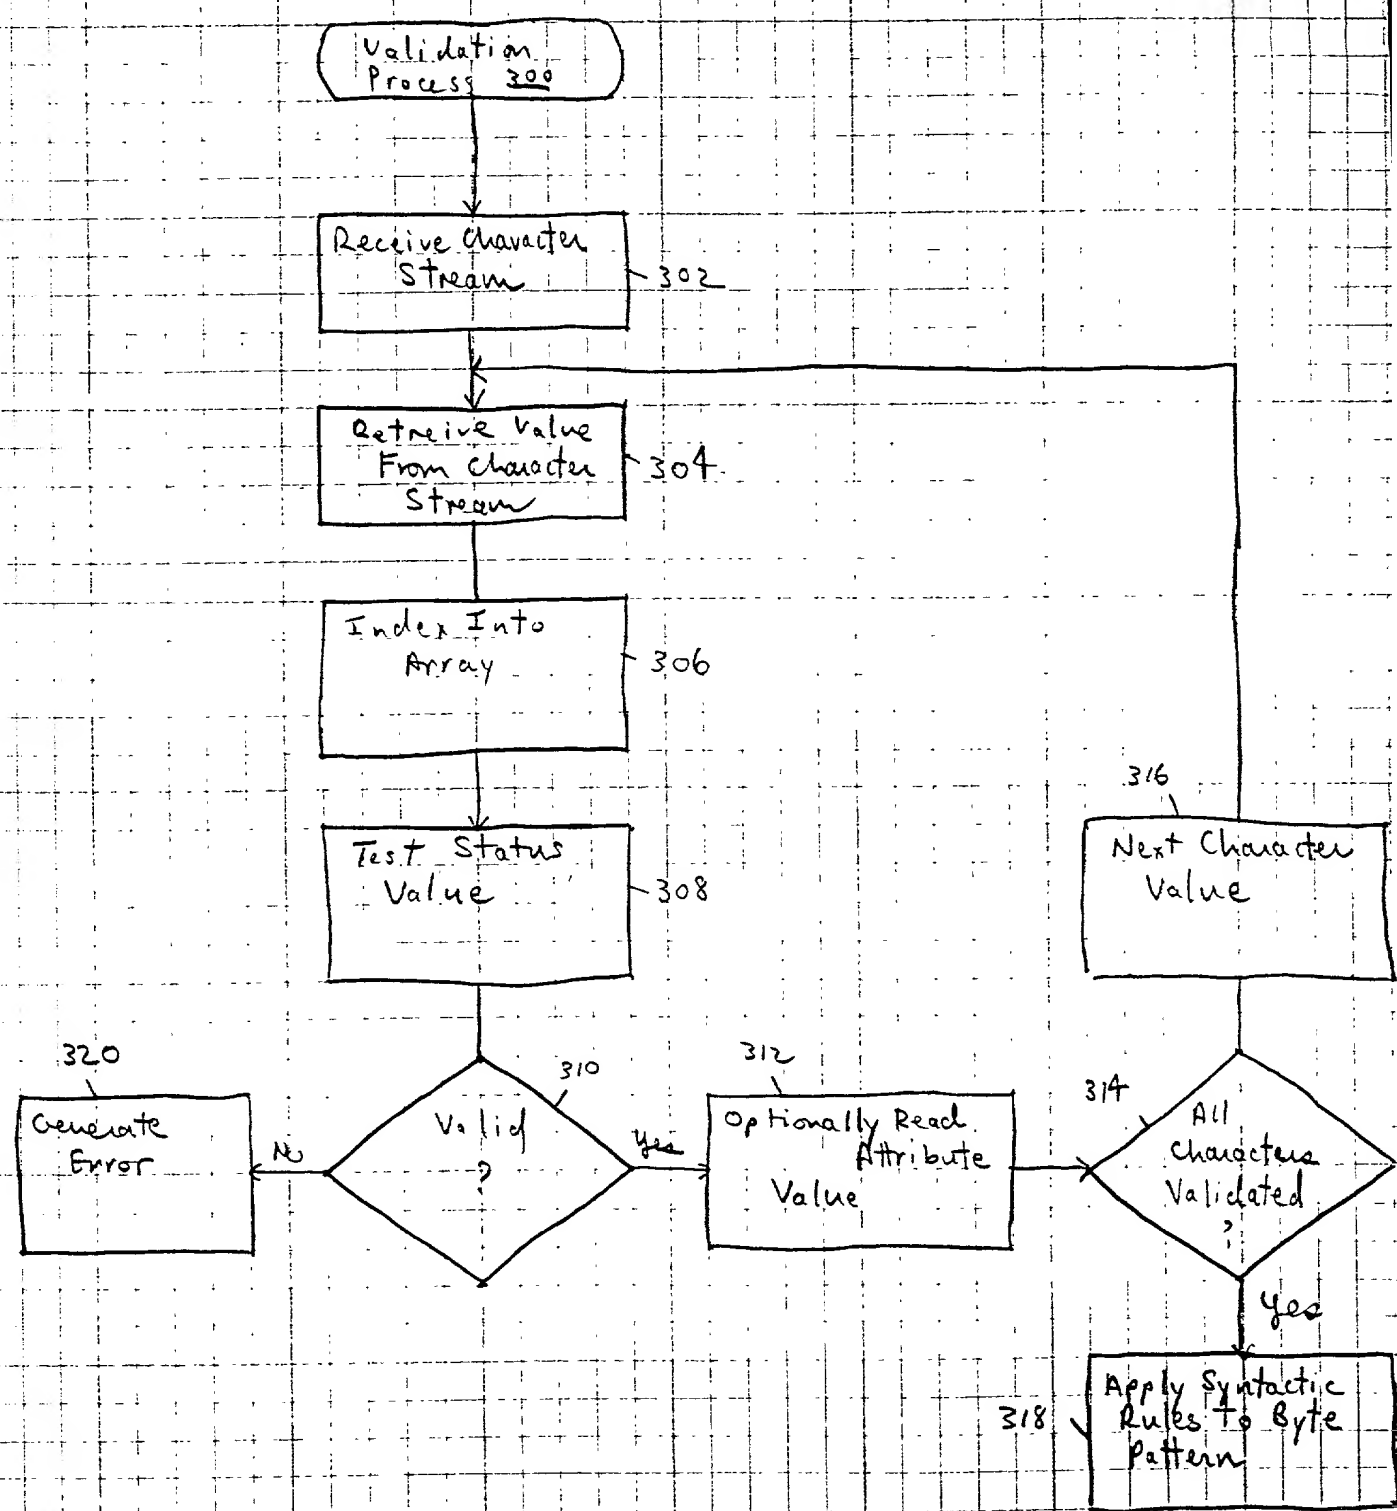 Validation
Process 300
Receive Character
Stream
302
Retreive Value
From Character
Stream
304
Index Into
Array
306
Test Status
Value
308
316
Next Character
Value
320
Generate
Error
No
310
Valid
?
Yes
312
Optionally Read
Attribute
Value
314
All
Characters
Validated
?
Yes
318
Apply Syntactic
Rules To Byte
Pattern